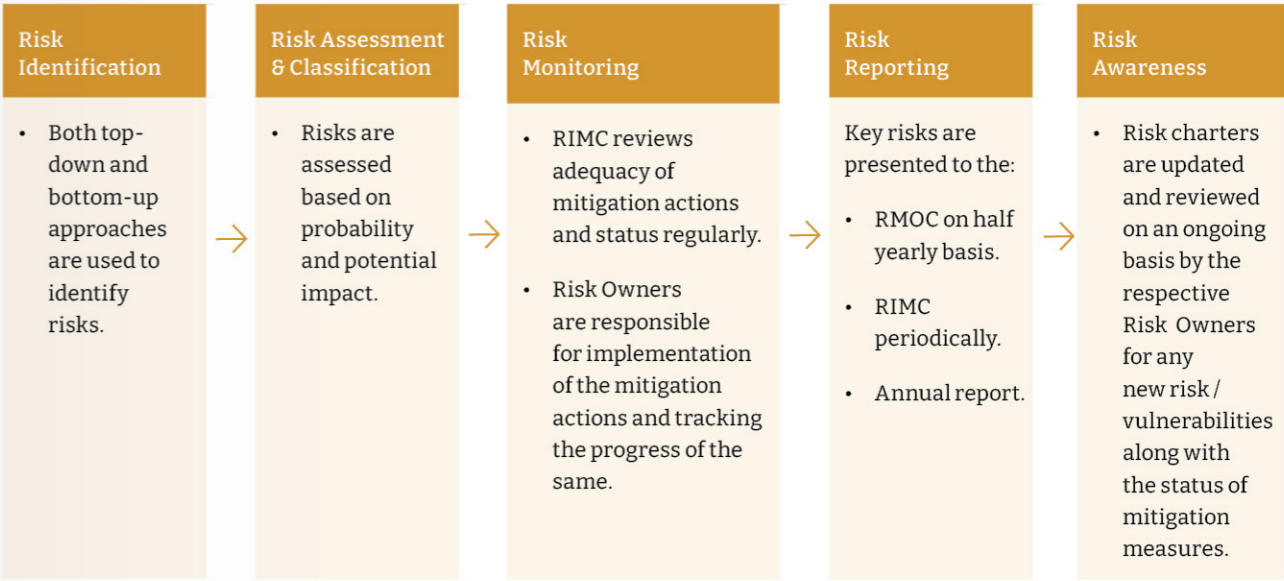 Risk
Identification
• Both top-
down and
bottom-up
approaches
are used to
identify
risks.
Risk Assessment
& Classification
• Risks are
assessed
based on
probability
and potential
impact.
Risk
Monitoring
• RIMC reviews
adequacy of
mitigation actions
and status regularly.
• Risk Owners
are responsible
for implementation
of the mitigation
actions and tracking
the progress of the
same.
Risk
Reporting
Key risks are
presented to the:
• RMOC on half
yearly basis.
• RIMC
periodically.
• Annual report.
Risk
Awareness
• Risk charters
are updated
and reviewed
on an ongoing
basis by the
respective
Risk Owners
for any
new risk /
vulnerabilities
along with
the status of
mitigation
measures.